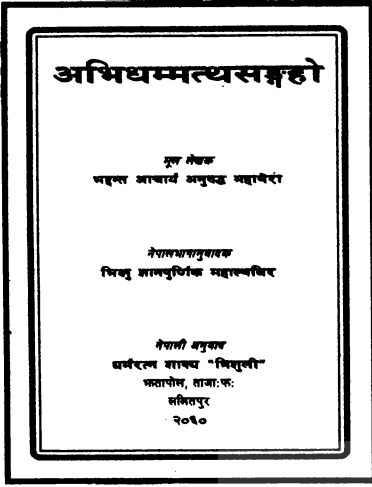 अभिधम्मत्थसङ्गहो
मूल लेखक
भदन्त आचार्य अनुरुद्ध महाथेरो
नेपालभाषानुवादक
भिक्षु ज्ञानपुर्णिक महास्थविर
नेपाली अनुवाद
धर्मरत्न शाक्य "त्रिशुली"
भतापोल, ताजा:फ:
ललितपुर
२०६०